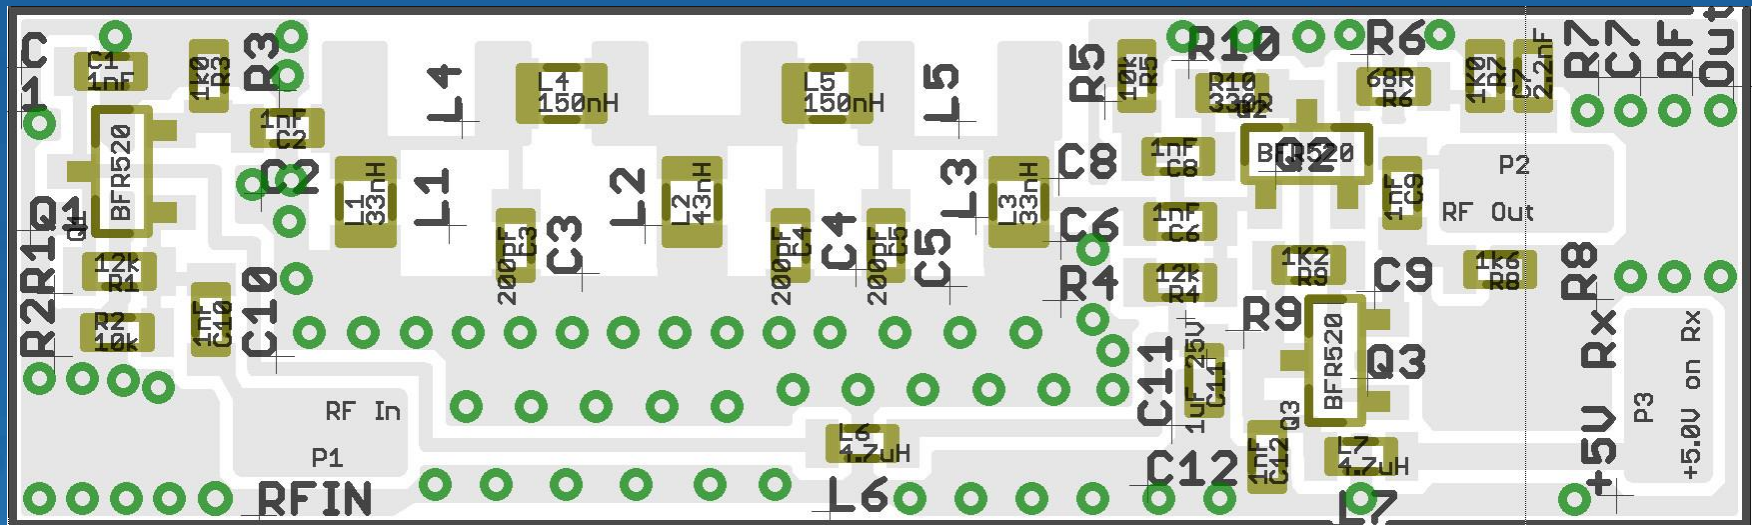 C1
C1
1nF
1K0
R3
R3
1nF
C2
C2
BFR520
Q1
Q1
12k
R1
R1
R2
10k
R2
1nF
C10
C10
RF In
P1
RFIN
L4
L4
150nH
L5
150nH
L5
L1
33nH
L1
L2
L2
43nH
L3
L3
33nH
200pF
C3
C3
200pF
C4
C4
200pF
C5
C5
L6
4.7uH
L6
R5
10k
R5
R10
R10
330R
Q2
BFR520
Q2
R6
68R
R6
1K0
R7
C7
2.2nF
R7
C7
RF
Out
C8
1nF
C8
C6
1nF
C6
R4
12k
R4
1nF
C9
C9
P2
RF Out
1K2
R9
R9
1k6
R8
R8
BFR520
Q3
Q3
C11
1uF 25V
C11
C12
1nF
C12
L7
4.7uH
L7
+5V Rx
P3
+5.0V on Rx